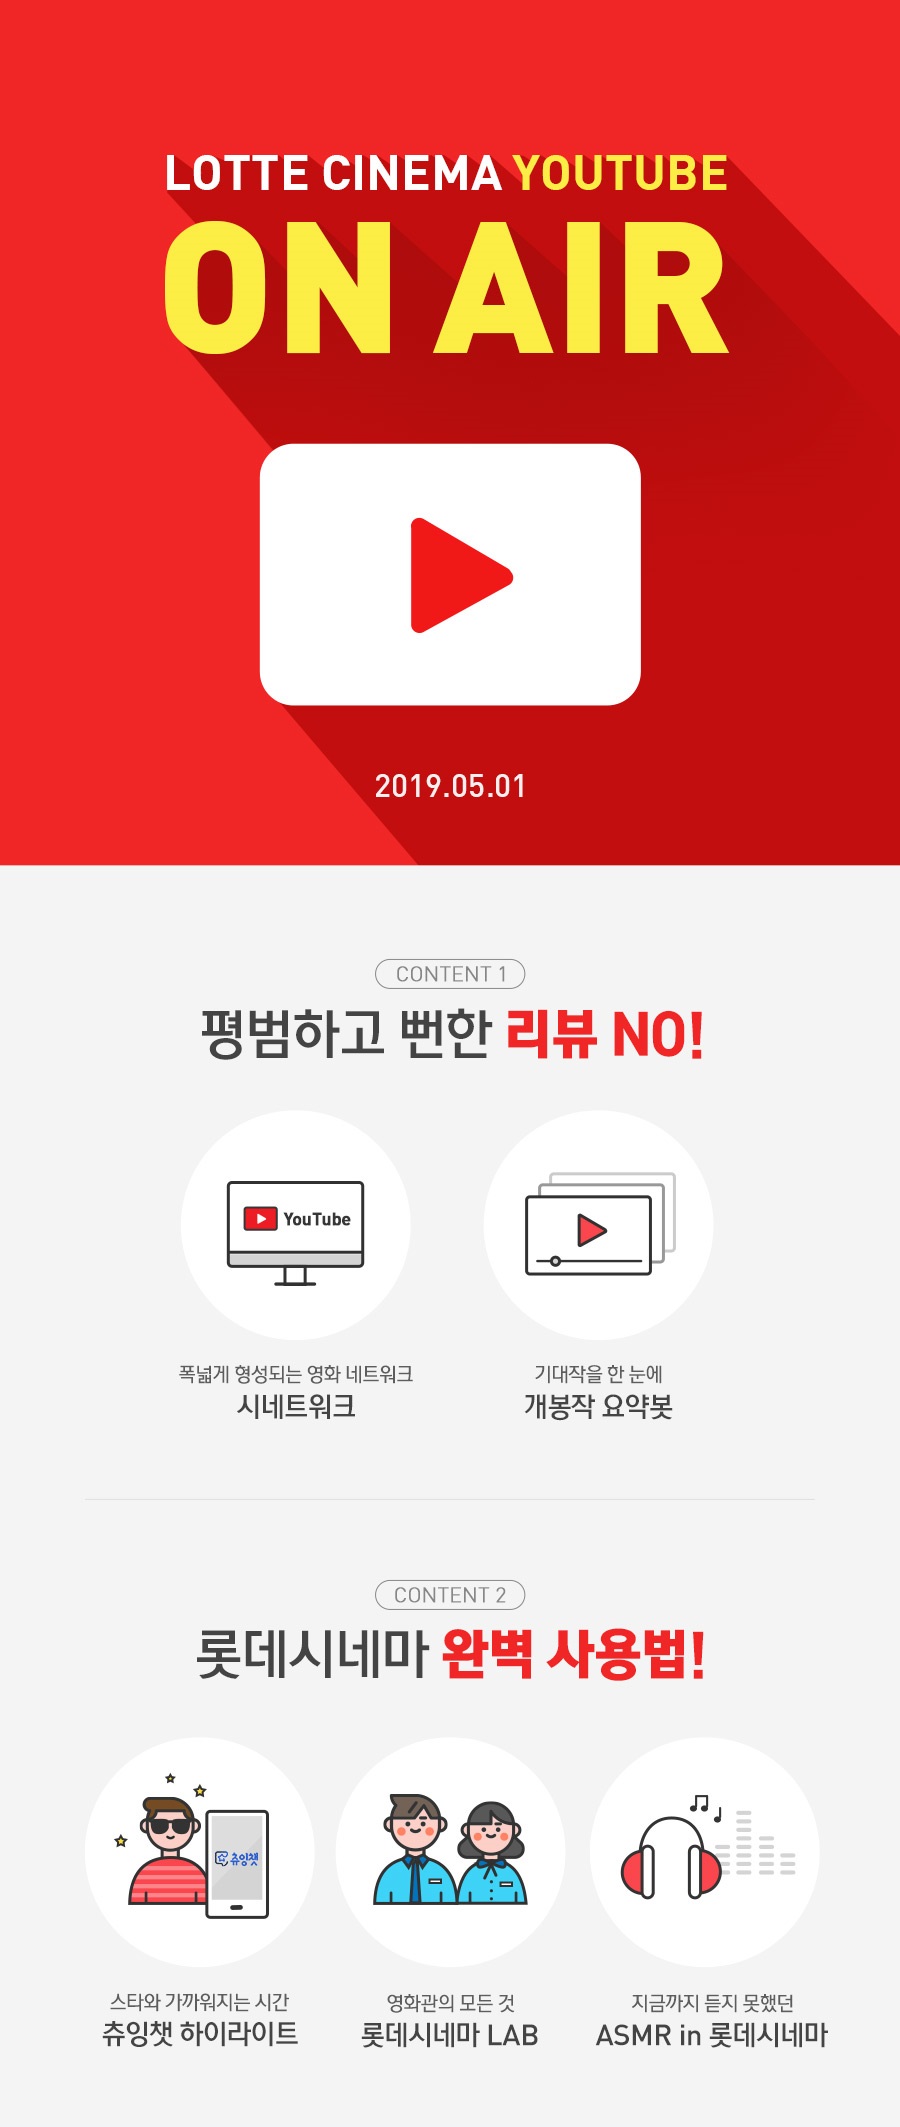 LOTTE CINEMA YOUTUBE
ON AIR
2019.05.01
CONTENT 1
평범하고 뻔한 리뷰 NO!
YouTube
폭넓게 형성되는 영화 네트워크
시네트워크
기대작을 한 눈에
개봉작 요약봇
CONTENT 2
롯데시네마 완벽 사용법!
츄잉챗
스타와 가까워지는 시간
츄잉챗 하이라이트
영화관의 모든 것
롯데시네마 LAB
지금까지 듣지 못했던
ASMR in 롯데시네마